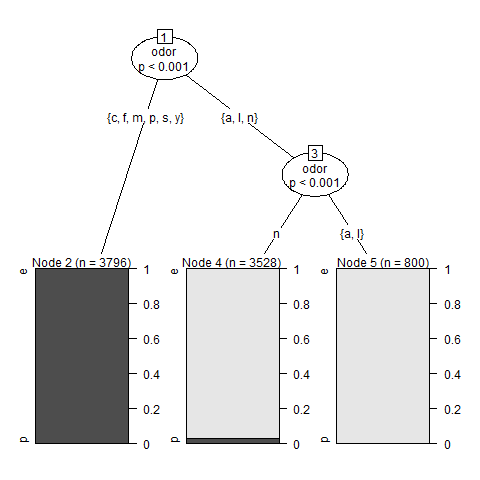 1
odor
p < 0.001
{c, f, m, p, s, y}
{a, l, n}
3
odor
p < 0.001
n
{a, l}
Node 2 (n = 3796)
e
p
1
0.8
0.6
0.4
0.2
0
Node 4 (n = 3528)
e
p
1
0.8
0.6
0.4
0.2
0
Node 5 (n = 800)
e
p
1
0.8
0.6
0.4
0.2
0